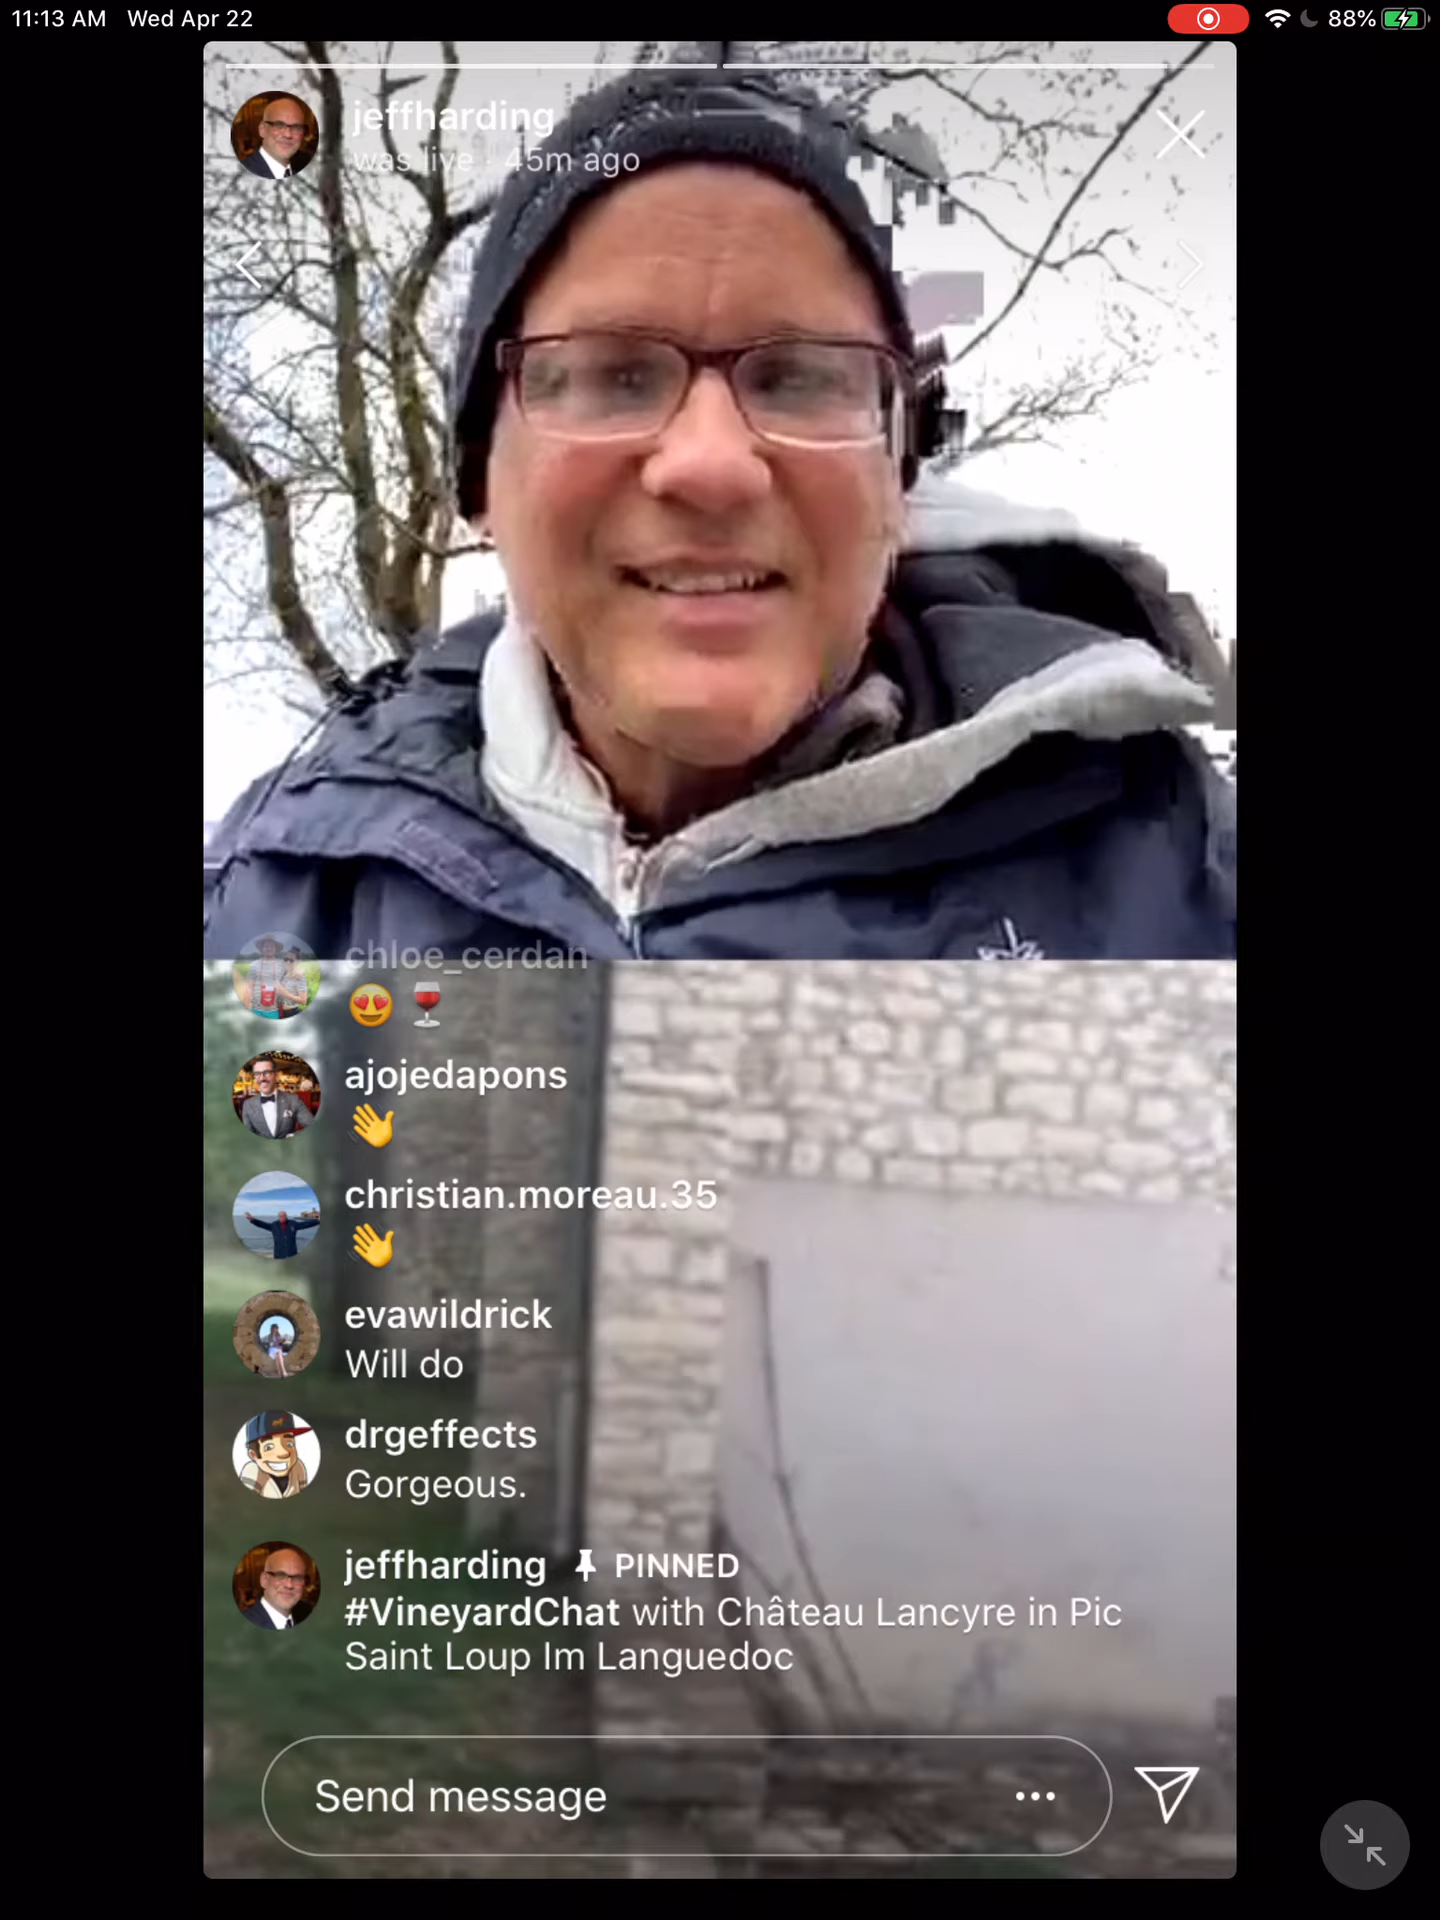 11:13 AM Wed Apr 22
88%
jeffharding
was live · 45m ago
chloe_cerdan
😍 🍷
ajojedapons
👋
christian.moreau.35
👋
evawildrick
Will do
drgeffects
Gorgeous.
jeffharding 📌 PINNED
#VineyardChat with Château Lancyre in Pic
Saint Loup Im Languedoc
Send message